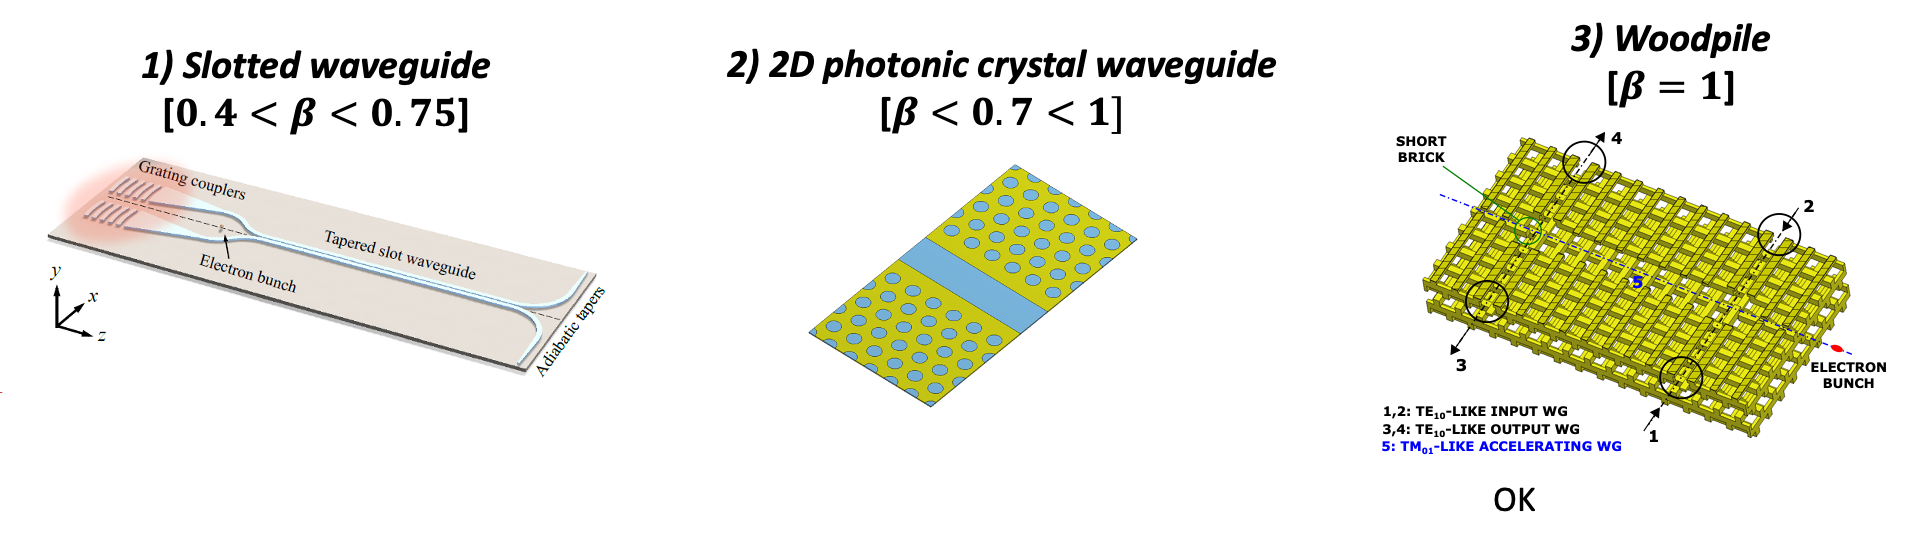 1) Slotted waveguide
[0.4 < β < 0.75]
Grating couplers
Electron bunch
Tapered slot waveguide
Adiabatic tapers
y
x
z
2) 2D photonic crystal waveguide
[β < 0.7 < 1]
3) Woodpile
[β = 1]
SHORT
BRICK
4
2
5
3
1
ELECTRON
BUNCH
1,2: TE₁₀-LIKE INPUT WG
3,4: TE₁₀-LIKE OUTPUT WG
5: TM₀₁-LIKE ACCELERATING WG
OK